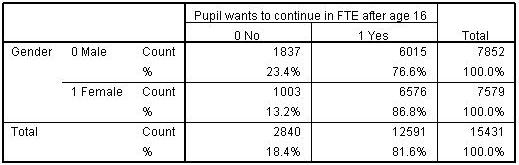 Pupil wants to continue in FTE after age 16
0 No 1 Yes Total
Gender 0 Male Count 1837 6015 7852
% 23.4% 76.6% 100.0%
1 Female Count 1003 6576 7579
% 13.2% 86.8% 100.0%
Total Count 2840 12591 15431
% 18.4% 81.6% 100.0%